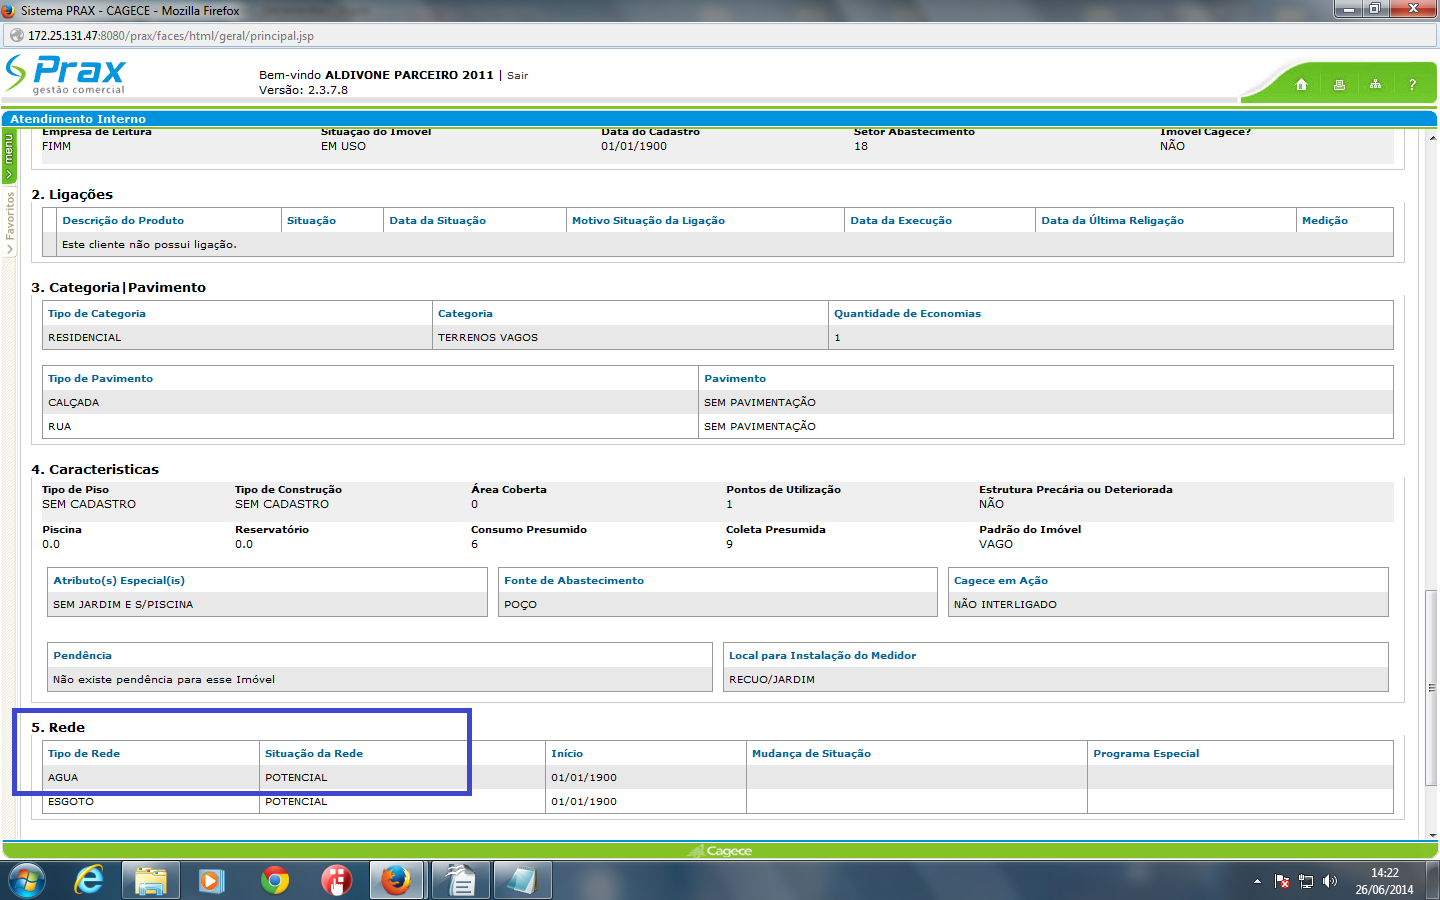 Sistema PRAX - CAGECE - Mozilla Firefox
172.25.131.47:8080/prax/faces/html/geral/principal.jsp
Prax
gestão comercial
Bem-vindo ALDIVONE PARCEIRO 2011 | Sair
Versão: 2.3.7.8
?
Atendimento Interno
menu
Favoritos
Empresa de Leitura Situação do Imóvel Data do Cadastro Setor Abastecimento Imóvel Cagece?
FIMM EM USO 01/01/1900 18 NÃO
2. Ligações
Descrição do Produto Situação Data da Situação Motivo Situação da Ligação Data da Execução Data da Última Religação Medição
Este cliente não possui ligação.
3. Categoria|Pavimento
Tipo de Categoria Categoria Quantidade de Economias
RESIDENCIAL TERRENOS VAGOS 1
Tipo de Pavimento Pavimento
CALÇADA SEM PAVIMENTAÇÃO
RUA SEM PAVIMENTAÇÃO
4. Caracteristicas
Tipo de Piso Tipo de Construção Área Coberta Pontos de Utilização Estrutura Precária ou Deteriorada
SEM CADASTRO SEM CADASTRO 0 1 NÃO
Piscina Reservatório Consumo Presumido Coleta Presumida Padrão do Imóvel
0.0 0.0 6 9 VAGO
Atributo(s) Especial(is) Fonte de Abastecimento Cagece em Ação
SEM JARDIM E S/PISCINA POÇO NÃO INTERLIGADO
Pendência Local para Instalação do Medidor
Não existe pendência para esse Imóvel RECUO/JARDIM
5. Rede
Tipo de Rede Situação da Rede Início Mudança de Situação Programa Especial
AGUA POTENCIAL 01/01/1900
ESGOTO POTENCIAL 01/01/1900
Cagece
14:22
26/06/2014